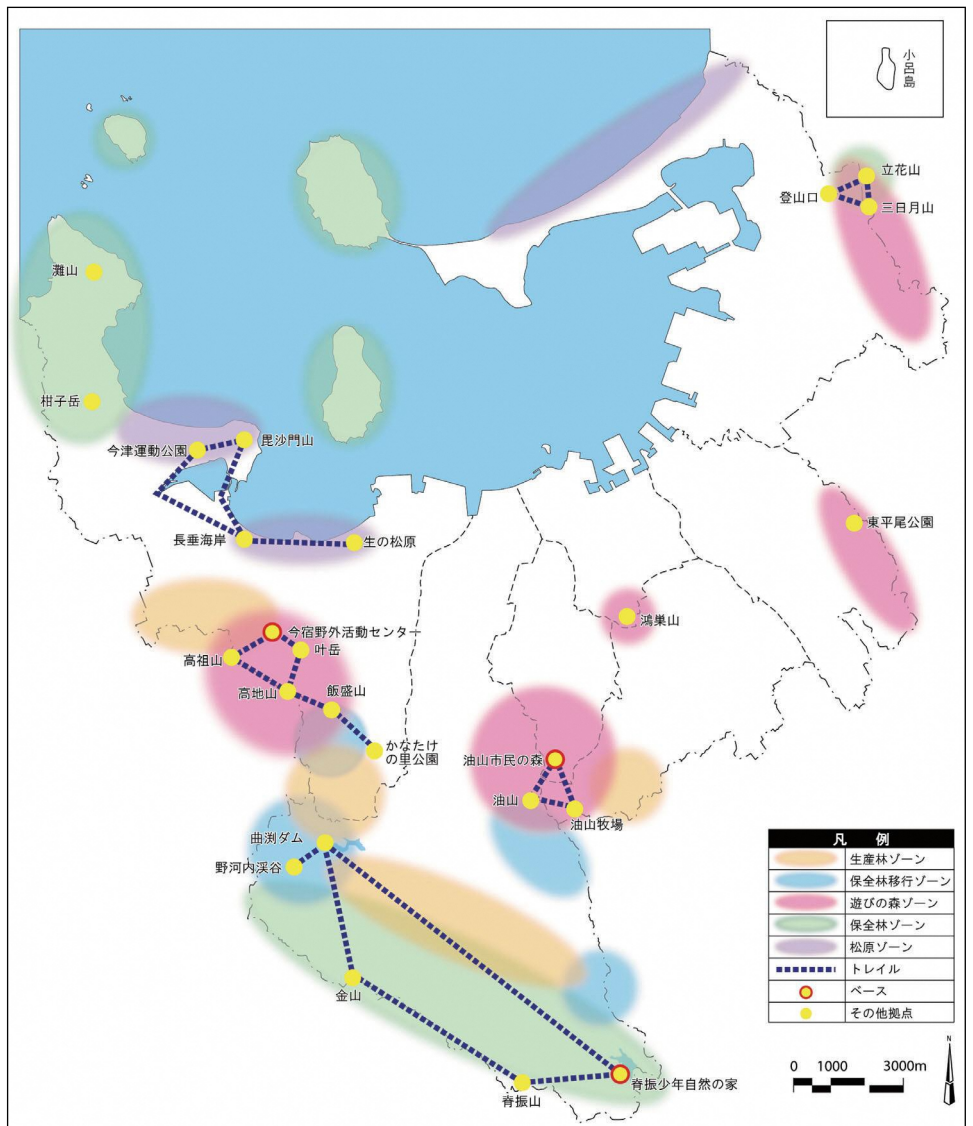 小呂島
立花山
登山口
三日月山
灘山
柑子岳
毘沙門山
今津運動公園
長垂海岸
生の松原
東平尾公園
鴻巣山
今宿野外活動センター
叶岳
高祖山
高地山
飯盛山
かなたけ
の里公園
油山市民の森
油山
油山牧場
曲渕ダム
野河内渓谷
金山
脊振山
脊振少年自然の家
凡 例
生産林ゾーン
保全林移行ゾーン
遊びの森ゾーン
保全林ゾーン
松原ゾーン
トレイル
ベース
その他拠点
N
0 1000 3000m